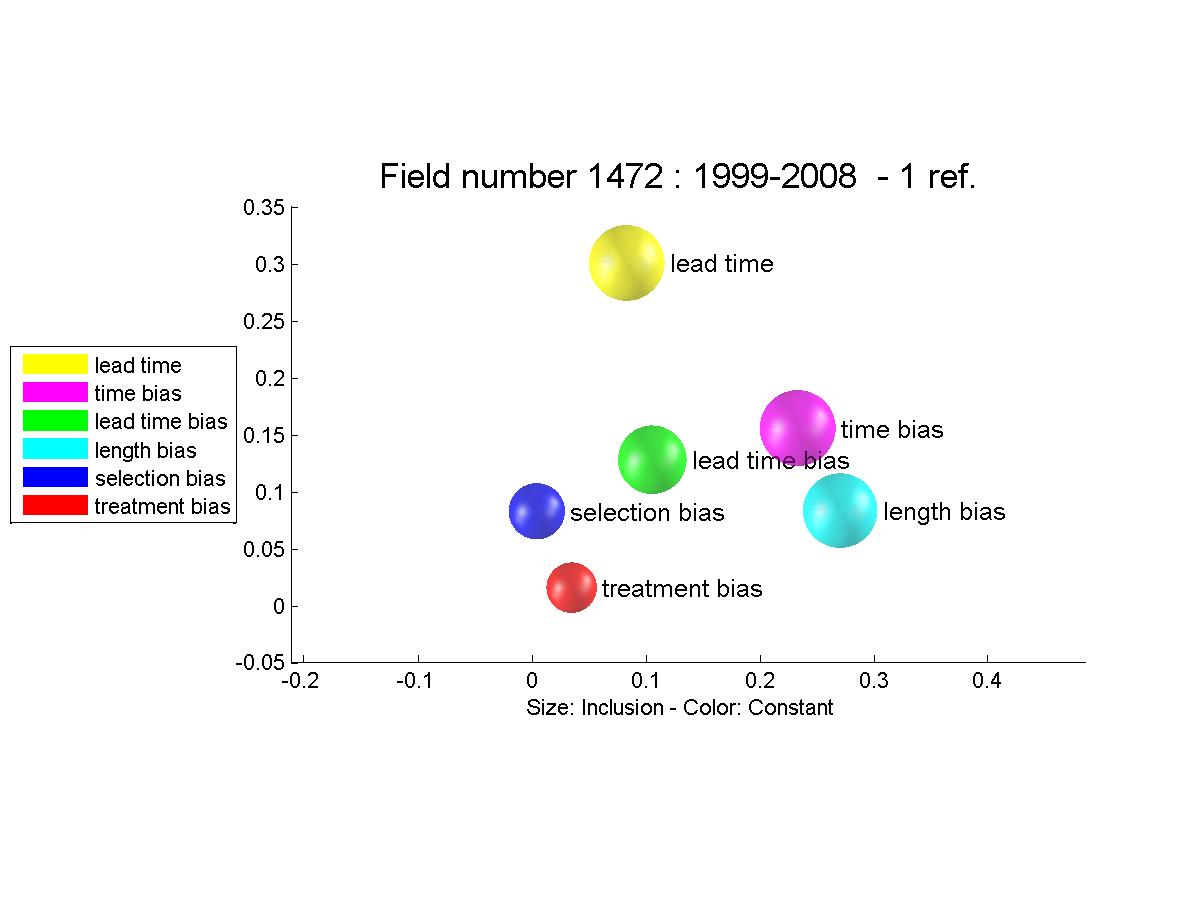 Field number 1472 : 1999-2008 - 1 ref.
0.35
0.3
0.25
0.2
0.15
0.1
0.05
0
-0.05
-0.2 -0.1 0 0.1 0.2 0.3 0.4
Size: Inclusion - Color: Constant
lead time
time bias
lead time bias
length bias
selection bias
treatment bias
lead time
time bias
lead time bias
selection bias
length bias
treatment bias